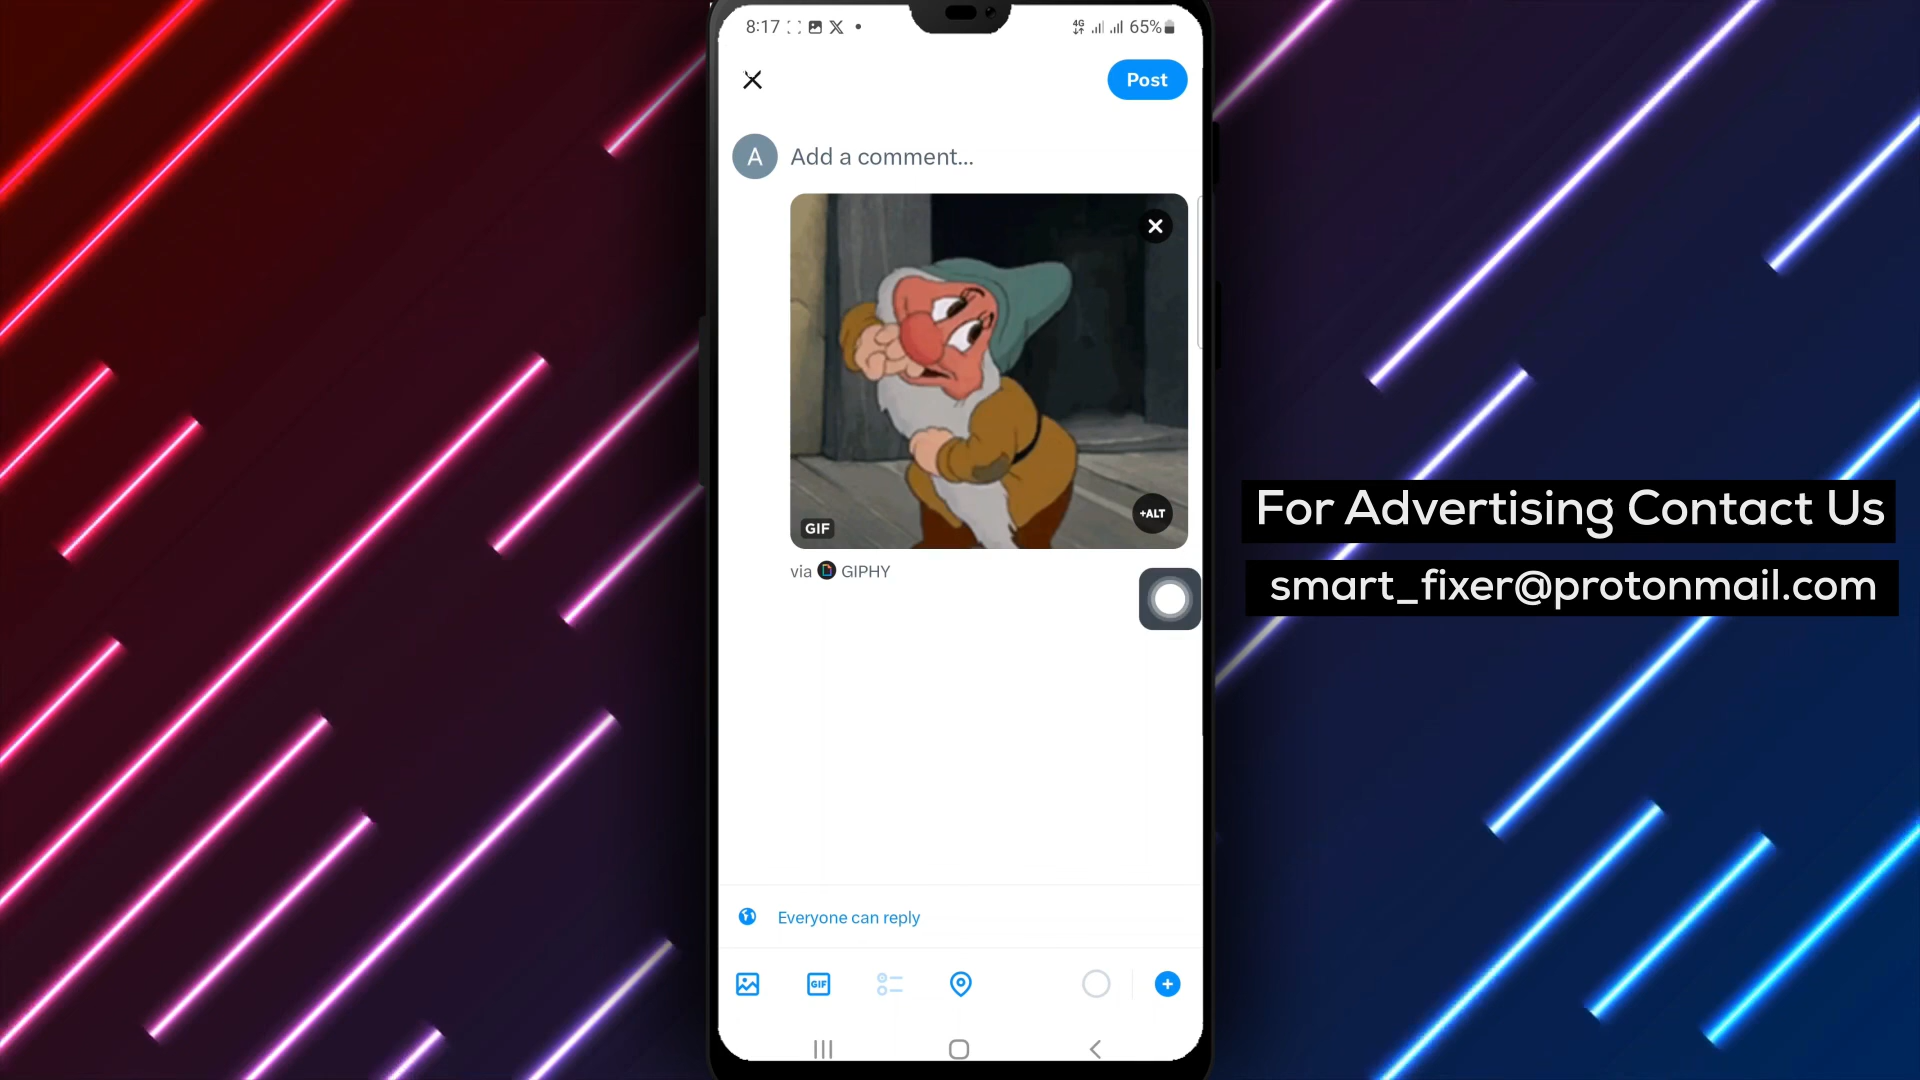 8:17
4G
65%
Post
A
Add a comment...
GIF
+ALT
via GIPHY
For Advertising Contact Us
smart_fixer@protonmail.com
Everyone can reply
GIF